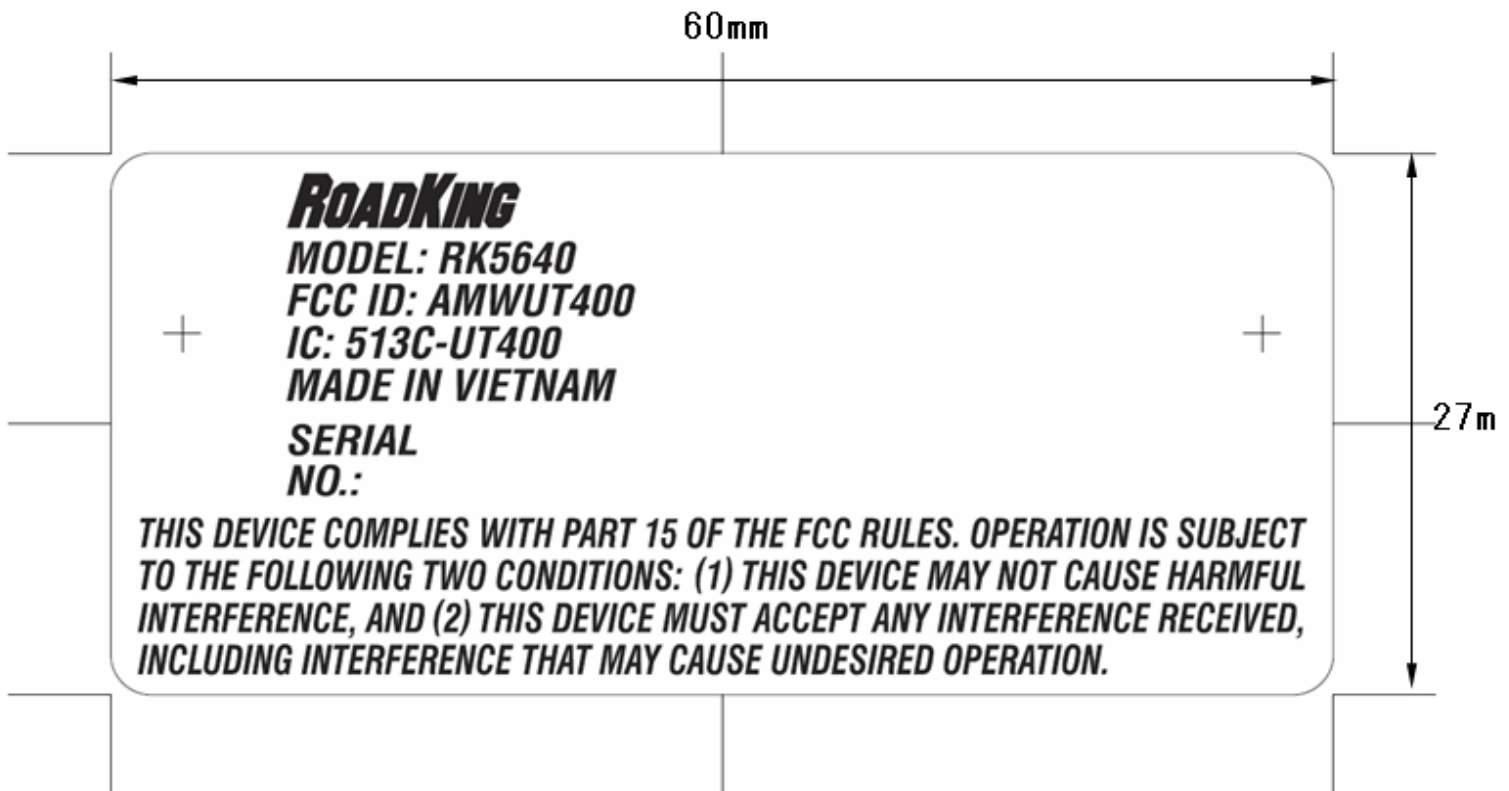 60mm
ROADKING
MODEL: RK5640
FCC ID: AMWUT400
IC: 513C-UT400
MADE IN VIETNAM
27m
SERIAL
NO.:
THIS DEVICE COMPLIES WITH PART 15 OF THE FCC RULES. OPERATION IS SUBJECT
TO THE FOLLOWING TWO CONDITIONS: (1) THIS DEVICE MAY NOT CAUSE HARMFUL
INTERFERENCE, AND (2) THIS DEVICE MUST ACCEPT ANY INTERFERENCE RECEIVED,
INCLUDING INTERFERENCE THAT MAY CAUSE UNDESIRED OPERATION.